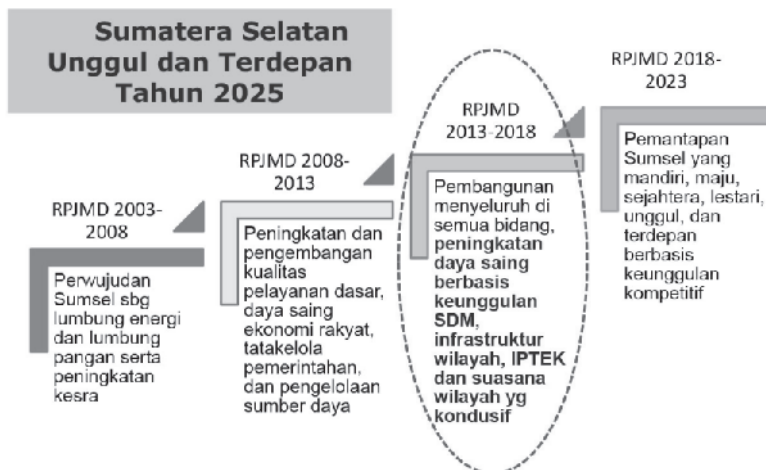 Sumatera Selatan
Unggul dan Terdepan
Tahun 2025
RPJMD 2003-
2008
Perwujudan
Sumsel sbg
lumbung energi
dan lumbung
pangan serta
peningkatan
kesra
RPJMD 2008-
2013
Peningkatan dan
pengembangan
kualitas
pelayanan dasar,
daya saing
ekonomi rakyat,
tatakelola
pemerintahan,
dan pengelolaan
sumber daya
RPJMD
2013-2018
Pembangunan
menyeluruh di
semua bidang,
peningkatan
daya saing
berbasis
keunggulan
SDM,
infrastruktur
wilayah, IPTEK
dan suasana
wilayah yg
kondusif
RPJMD 2018-
2023
Pemantapan
Sumsel yang
mandiri, maju,
sejahtera, lestari,
unggul, dan
terdepan
berbasis
keunggulan
kompetitif